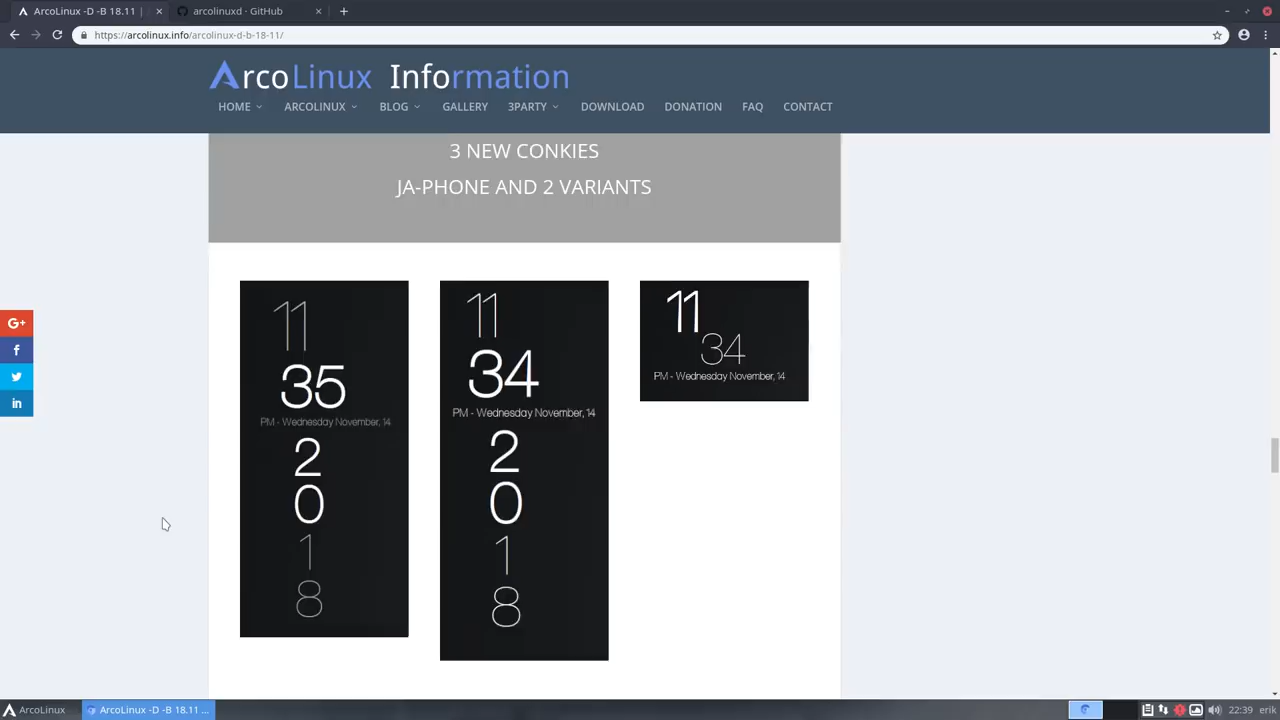 ArcoLinux -D -B 18.11 |
arcolinuxd · GitHub
https://arcolinux.info/arcolinux-d-b-18-11/
ArcoLinux Information
HOME ARCOLINUX BLOG GALLERY 3PARTY DOWNLOAD DONATION FAQ CONTACT
3 NEW CONKIES
JA-PHONE AND 2 VARIANTS
11
35
PM - Wednesday November, 14
2
0
1
8
11
34
PM - Wednesday November, 14
2
0
1
8
11
34
PM - Wednesday November, 14
G+
f
in
ArcoLinux
ArcoLinux -D -B 18.11 ...
22:39 erik